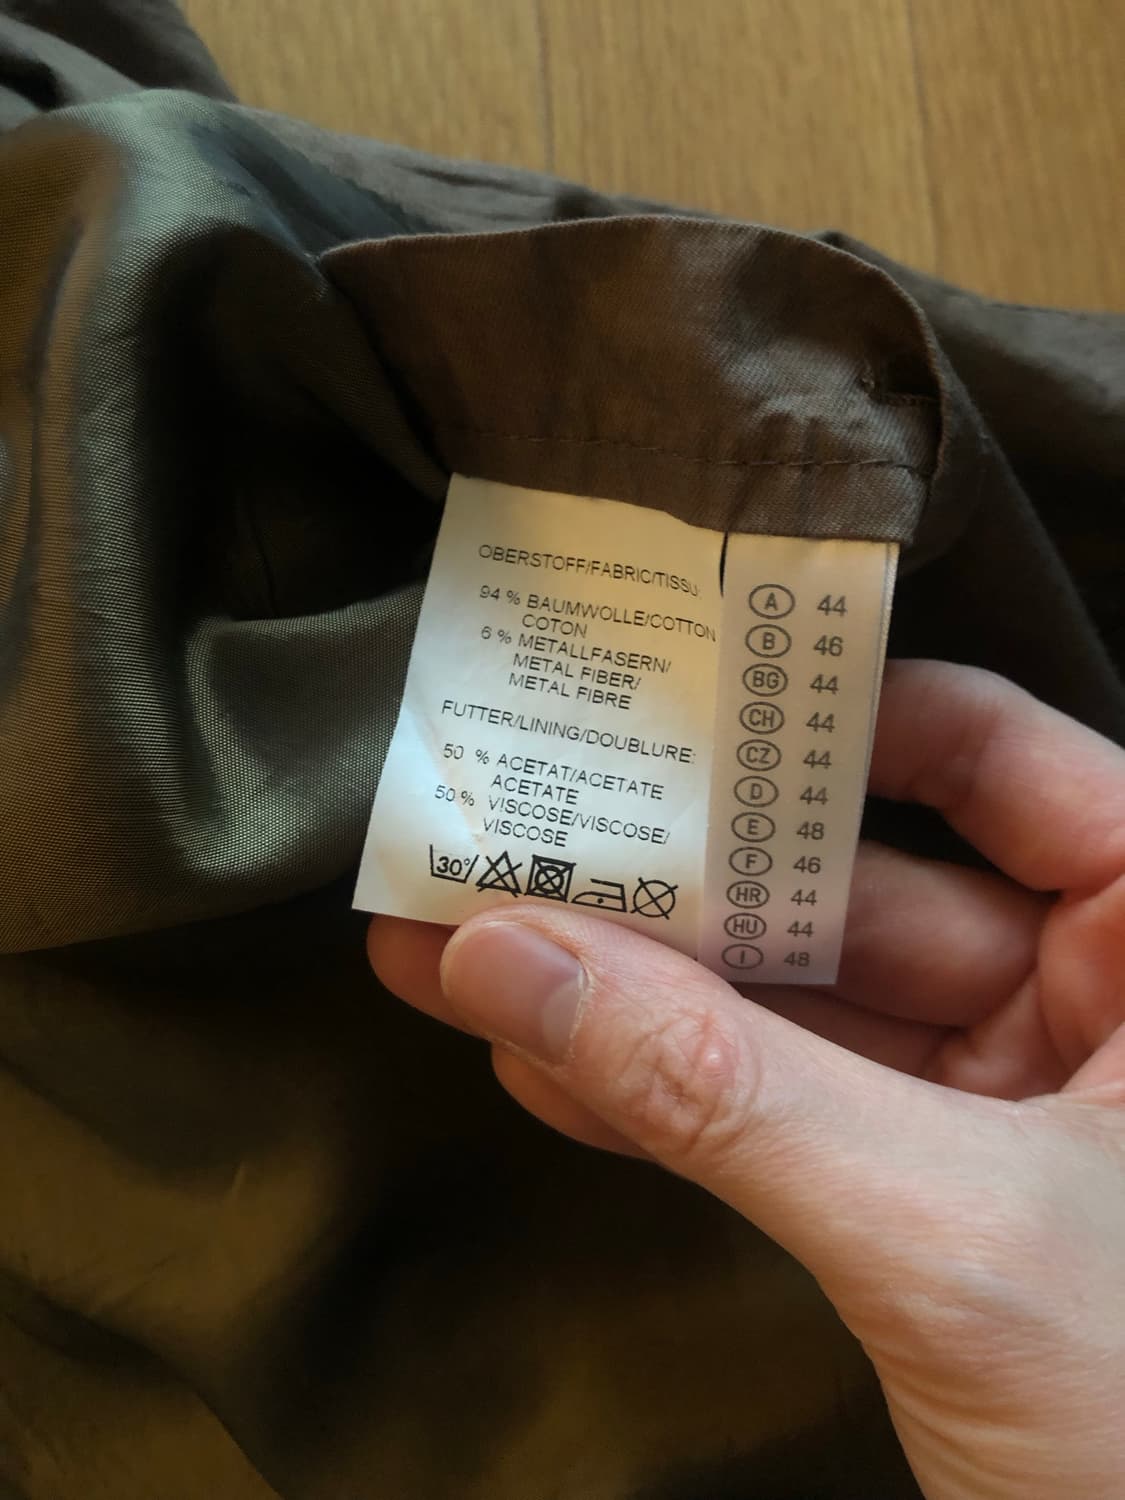 OBERSTOFF/FABRIC/TISSU:
94 % BAUMWOLLE/COTTON
COTON
6 % METALLFASERN/
METAL FIBER/
METAL FIBRE
FUTTER/LINING/DOUBLURE:
50 % ACETAT/ACETATE
ACETATE
50 % VISCOSE/VISCOSE/
VISCOSE
30°
A 44
B 46
BG 44
CH 44
CZ 44
D 44
E 48
F 46
HR 44
HU 44
I 48